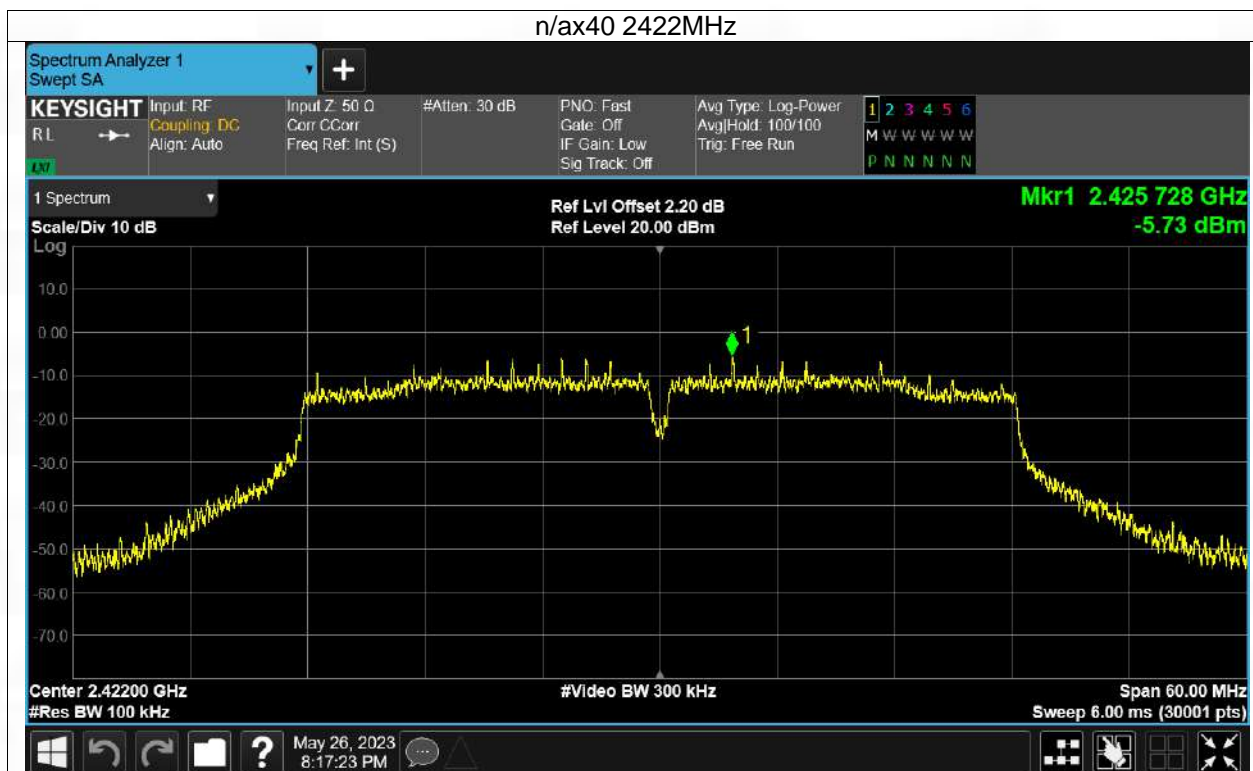 n/ax40 2422MHz
Spectrum Analyzer 1
Swept SA
KEYSIGHT
R L
LXI
Input: RF
Coupling: DC
Align: Auto
Input Z: 50 Ω
Corr CCorr
Freq Ref: Int (S)
#Atten: 30 dB
PNO: Fast
Gate: Off
IF Gain: Low
Sig Track: Off
Avg Type: Log-Power
Avg|Hold: 100/100
Trig: Free Run
1 2 3 4 5 6
M W W W W W
P N N N N N
1 Spectrum
Scale/Div 10 dB
Ref Lvl Offset 2.20 dB
Ref Level 20.00 dBm
Mkr1 2.425 728 GHz
-5.73 dBm
Log
10.0
0.00
-10.0
-20.0
-30.0
-40.0
-50.0
-60.0
-70.0
1
Center 2.42200 GHz
#Res BW 100 kHz
#Video BW 300 kHz
Span 60.00 MHz
Sweep 6.00 ms (30001 pts)
?
May 26, 2023
8:17:23 PM